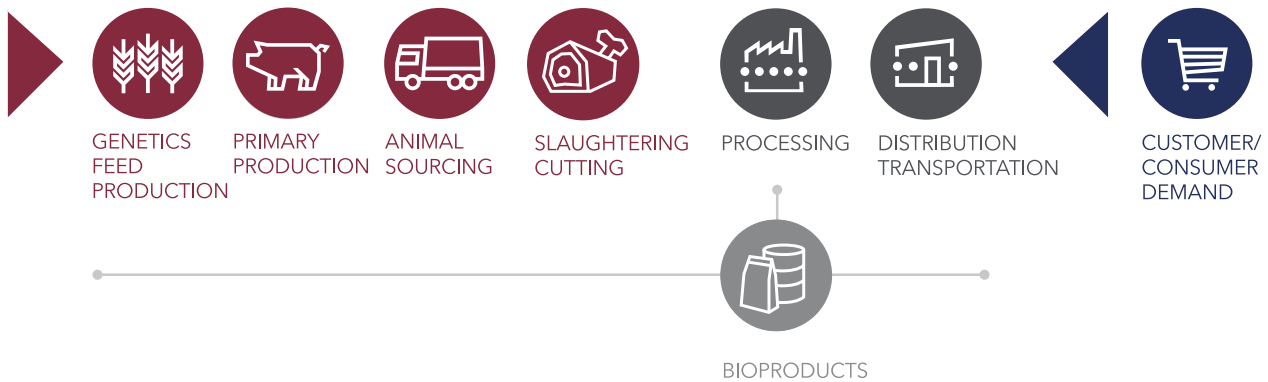 GENETICS
FEED
PRODUCTION
PRIMARY
PRODUCTION
ANIMAL
SOURCING
SLAUGHTERING
CUTTING
PROCESSING
DISTRIBUTION
TRANSPORTATION
CUSTOMER/
CONSUMER
DEMAND
BIOPRODUCTS